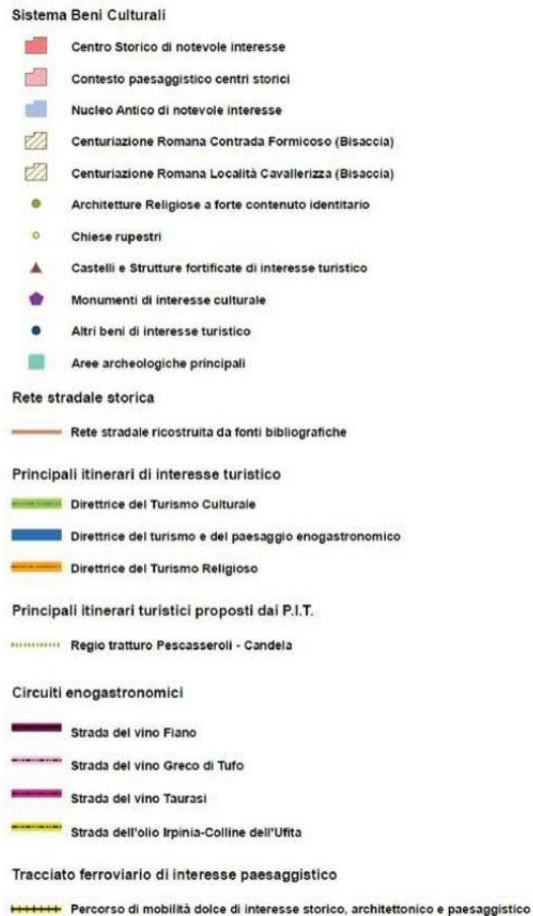 Sistema Beni Culturali
Centro Storico di notevole interesse
Contesto paesaggistico centri storici
Nucleo Antico di notevole interesse
Centuriazione Romana Contrada Formicoso (Bisaccia)
Centuriazione Romana Località Cavallerizza (Bisaccia)
Architetture Religiose a forte contenuto identitario
Chiese rupestri
Castelli e Strutture fortificate di interesse turistico
Monumenti di interesse culturale
Altri beni di interesse turistico
Aree archeologiche principali
Rete stradale storica
Rete stradale ricostruita da fonti bibliografiche
Principali itinerari di interesse turistico
Direttrice del Turismo Culturale
Direttrice del turismo e del paesaggio enogastronomico
Direttrice del Turismo Religioso
Principali itinerari turistici proposti dai P.I.T.
Regio tratturo Pescasseroli - Candela
Circuiti enogastronomici
Strada del vino Fiano
Strada del vino Greco di Tufo
Strada del vino Taurasi
Strada dell'olio Irpinia-Colline dell'Ufita
Tracciato ferroviario di interesse paesaggistico
Percorso di mobilità dolce di interesse storico, architettonico e paesaggistico